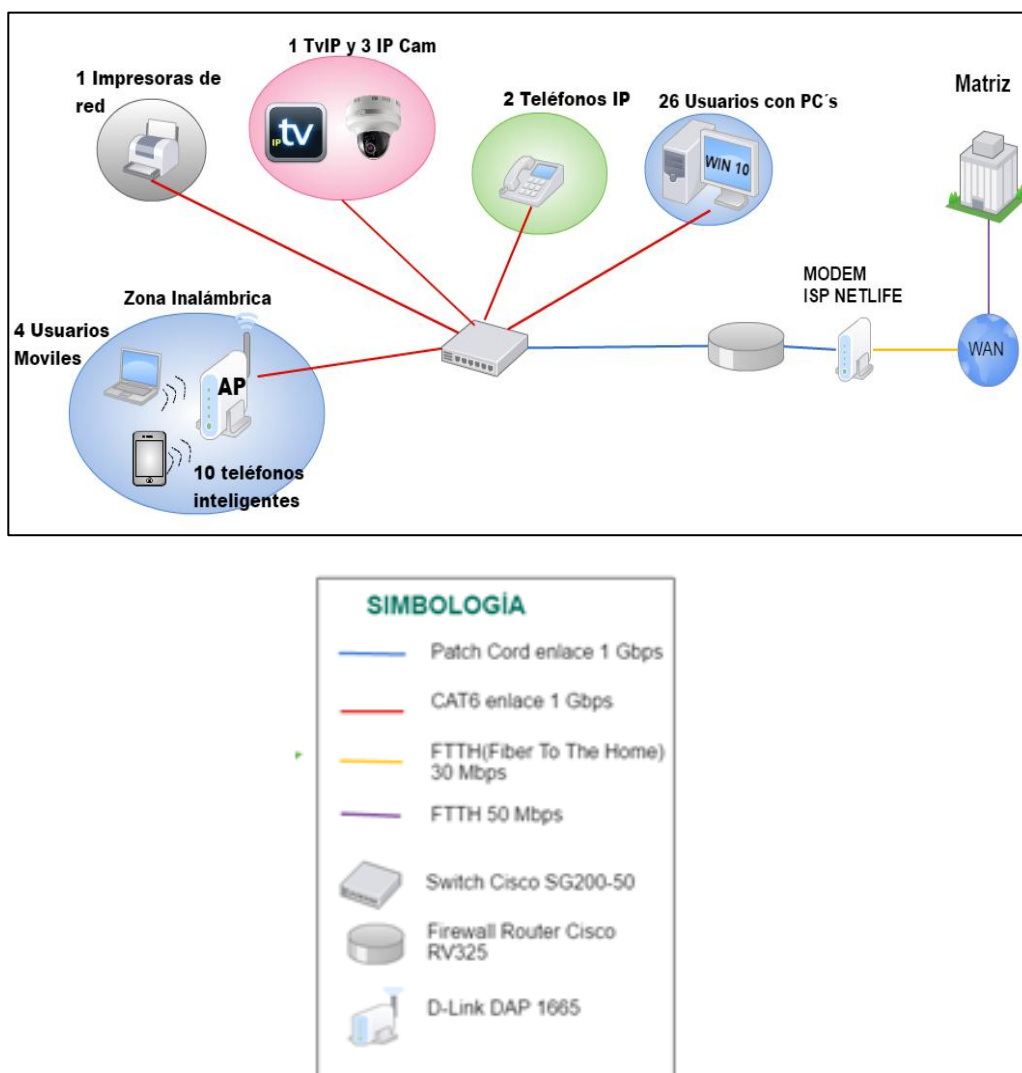 1 TvIP y 3 IP Cam
1 Impresoras de
red
IP tv
2 Teléfonos IP
26 Usuarios con PC´s
WIN 10
Matriz
MODEM
ISP NETLIFE
WAN
Zona Inalámbrica
4 Usuarios
Moviles
AP
10 teléfonos
inteligentes
SIMBOLOGÍA
Patch Cord enlace 1 Gbps
CAT6 enlace 1 Gbps
FTTH(Fiber To The Home)
30 Mbps
FTTH 50 Mbps
Switch Cisco SG200-50
Firewall Router Cisco
RV325
D-Link DAP 1665